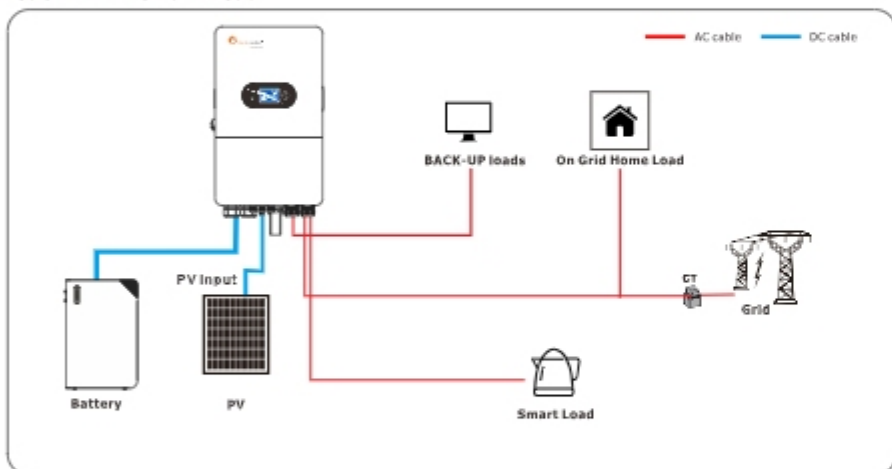 AC cable
DC cable
BACK-UP loads
On Grid Home Load
PV Input
CT
Grid
Battery
PV
Smart Load